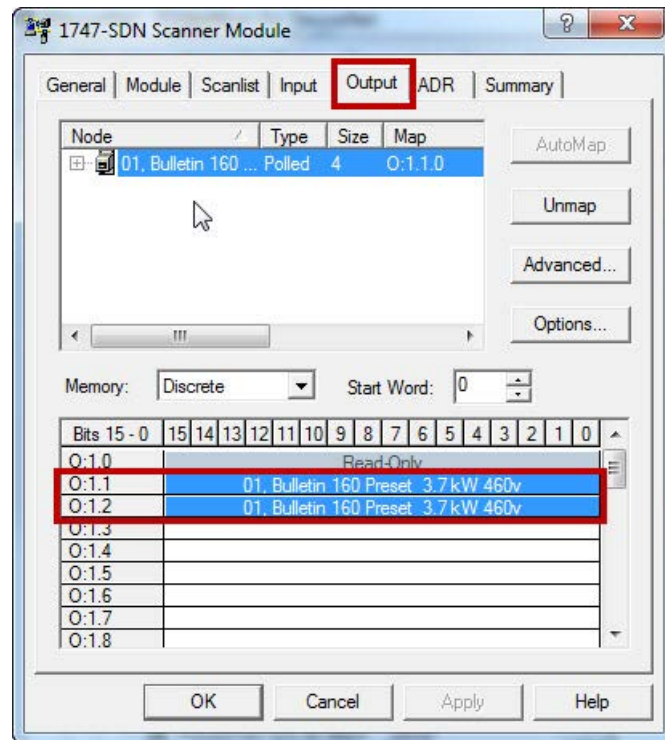 1747-SDN Scanner Module
General Module Scanlist Input Output ADR Summary
Node Type Size Map
01, Bulletin 160 ... Polled 4 O:1.1.0
AutoMap
Unmap
Advanced...
Options...
Memory: Discrete Start Word: 0
Bits 15 - 0 15 14 13 12 11 10 9 8 7 6 5 4 3 2 1 0
O:1.0 Read-Only
O:1.1 01, Bulletin 160 Preset 3.7 kW 460v
O:1.2 01, Bulletin 160 Preset 3.7 kW 460v
O:1.3
O:1.4
O:1.5
O:1.6
O:1.7
O:1.8
OK Cancel Apply Help